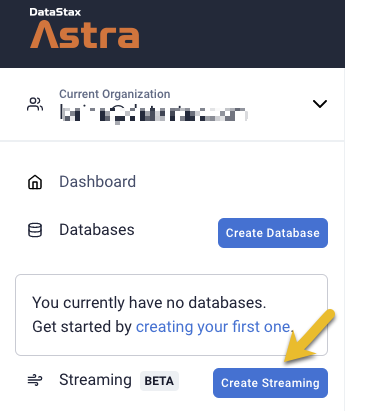 DataStax
Astra
Current Organization
Dashboard
Databases
Create Database
You currently have no databases.
Get started by creating your first one.
Streaming BETA
Create Streaming